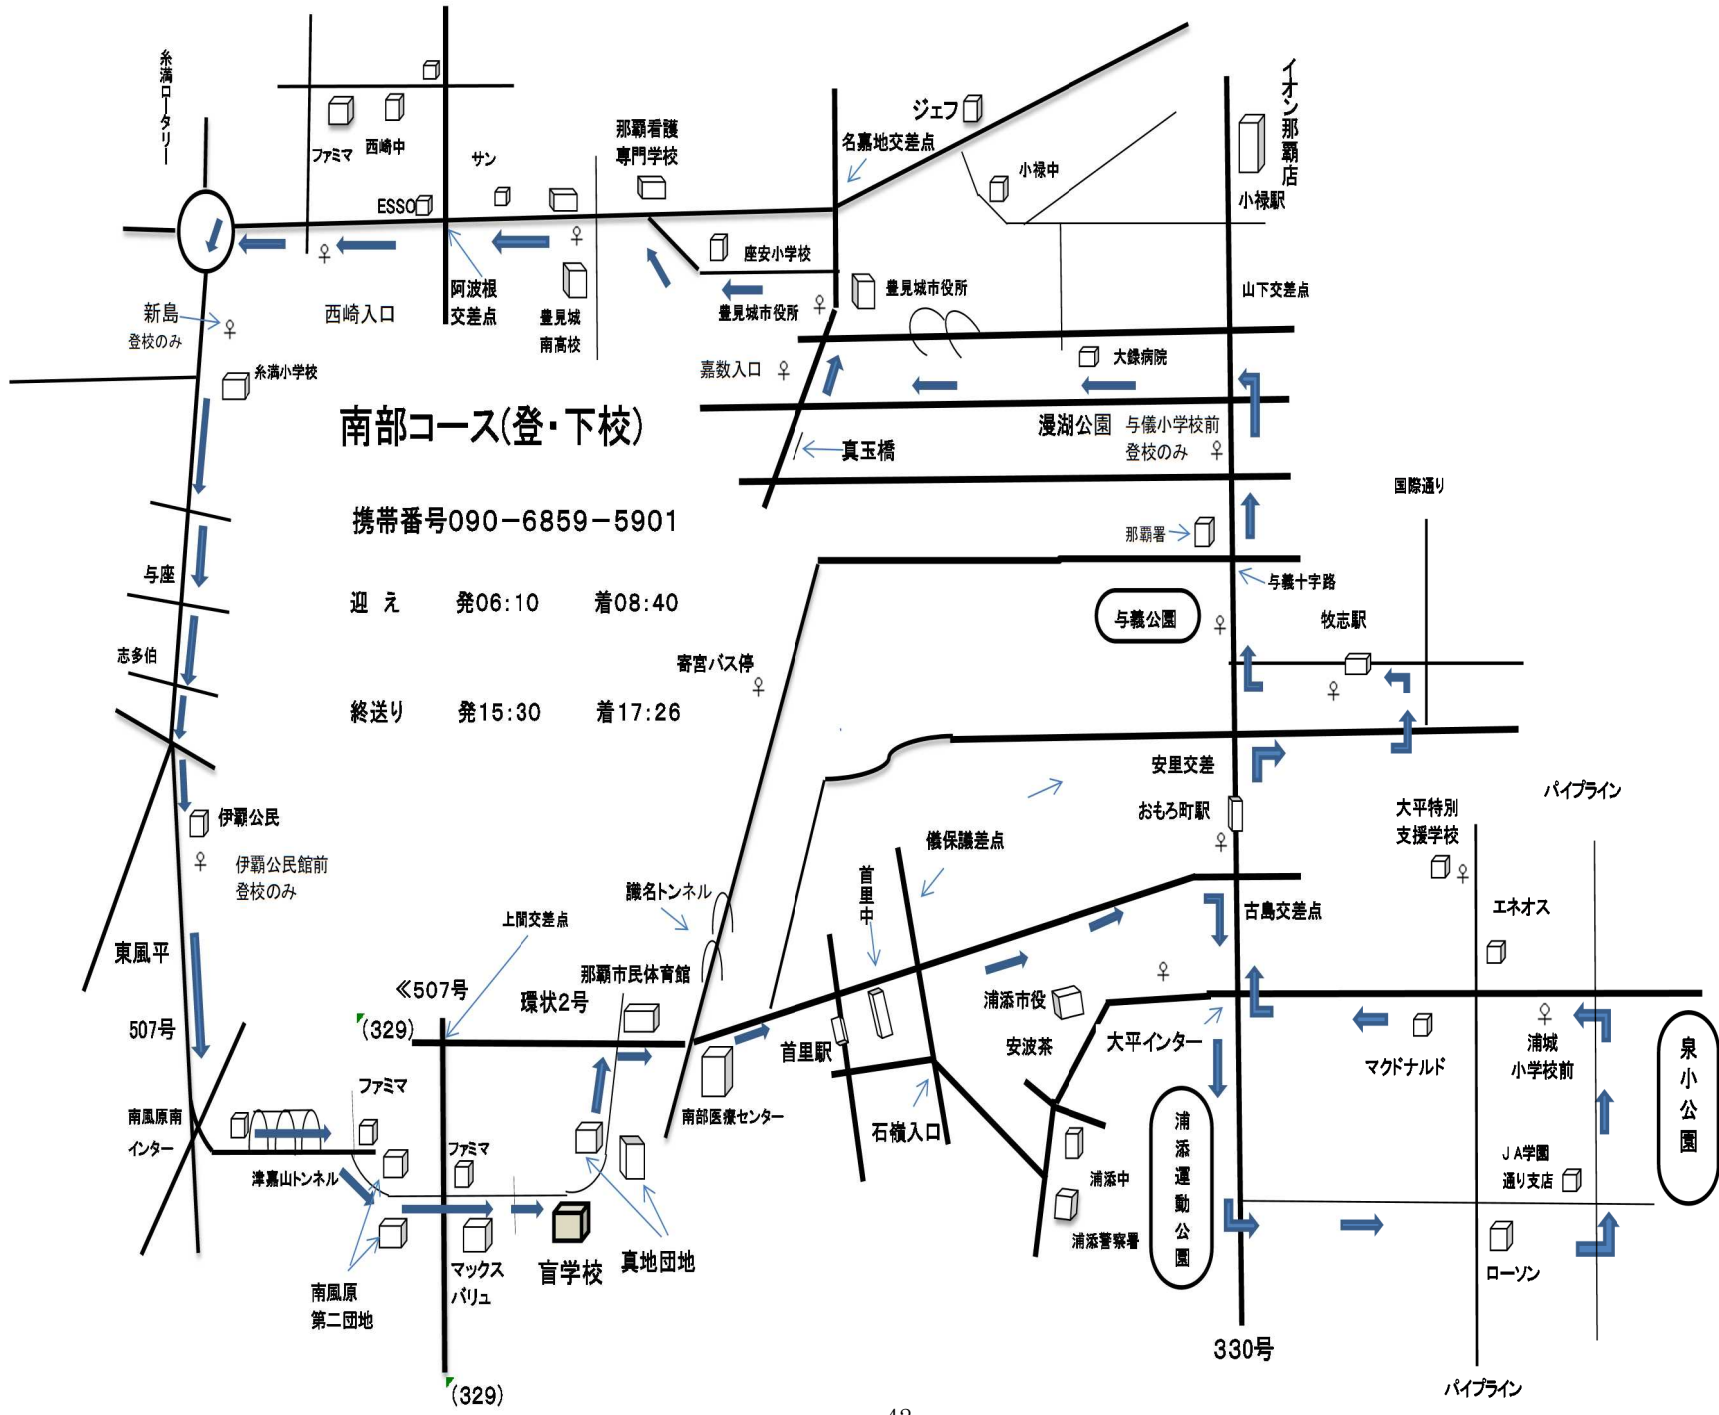 糸満ロータリー
ファミマ
西崎中
サン
ESSO
那覇看護
専門学校
ジェフ
名嘉地交差点
小禄中
イオン那覇店
小禄駅
座安小学校
豊見城市役所
豊見城市役所
山下交差点
新島
登校のみ
西崎入口
阿波根
交差点
豊見城
南高校
嘉数入口
大録病院
糸満小学校
南部コース(登・下校)
漫湖公園
与儀小学校前
登校のみ
真玉橋
国際通り
携帯番号090-6859-5901
那覇署
与座
与義十字路
迎え 発06:10 着08:40
与義公園
牧志駅
志多伯
寄宮バス停
終送り 発15:30 着17:26
安里交差
おもろ町駅
大平特別
支援学校
パイプライン
伊覇公民
伊覇公民館前
登校のみ
儀保議差点
首里中
識名トンネル
上間交差点
古島交差点
エネオス
東風平
那覇市民体育館
≪507号
環状2号
(329)
507号
浦添市役
首里駅
安波茶
大平インター
マクドナルド
浦城
小学校前
泉小公園
ファミマ
南風原南
インター
南部医療センター
石嶺入口
浦添運動公園
津嘉山トンネル
ファミマ
浦添中
JA学園
通り支店
浦添警察署
南風原
第二団地
マックス
バリュ
盲学校
真地団地
ローソン
330号
パイプライン
(329)